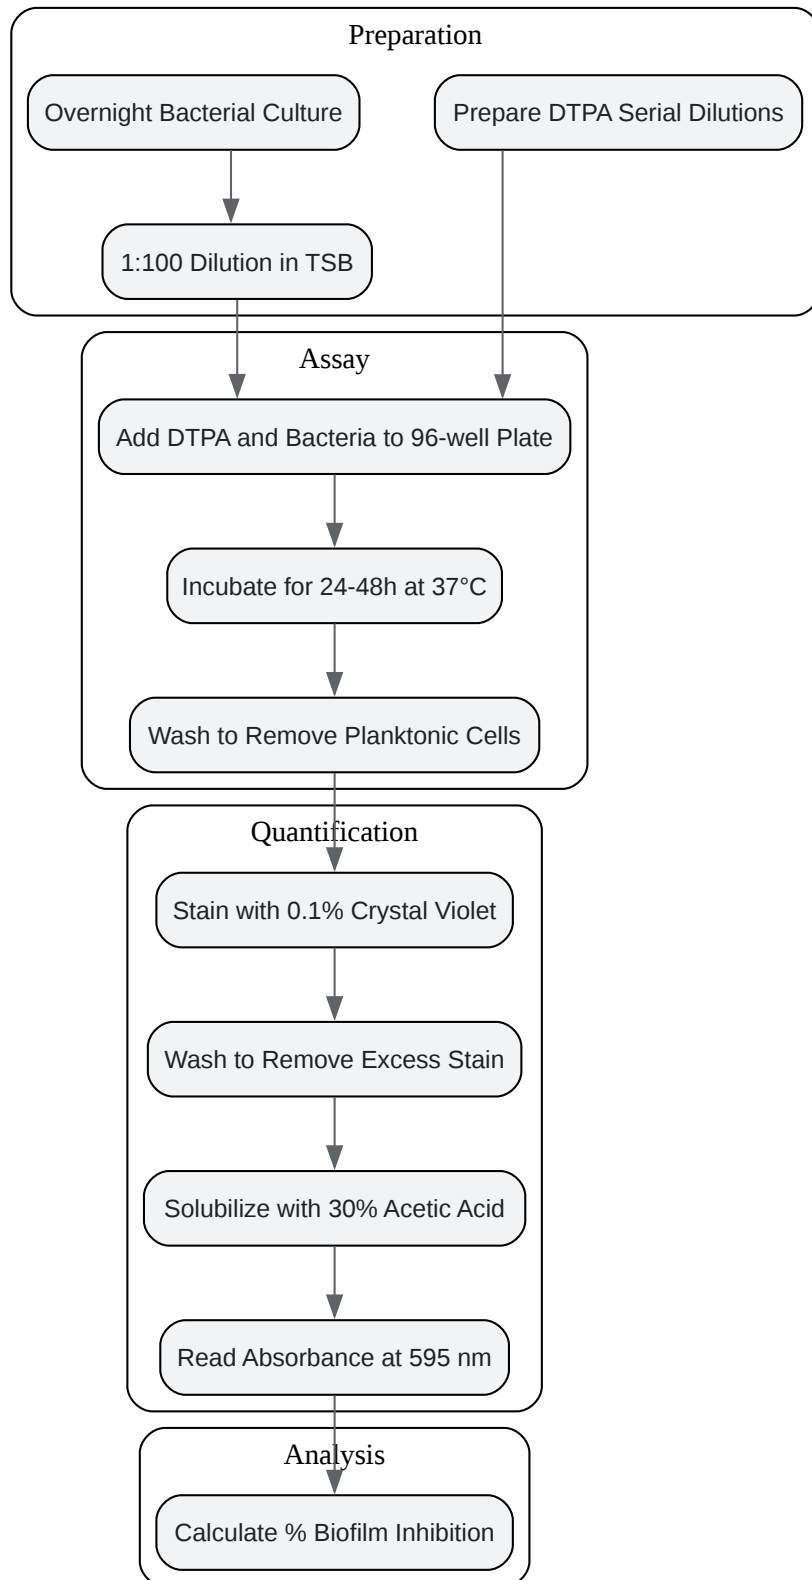 Preparation
Overnight Bacterial Culture
Prepare DTPA Serial Dilutions
1:100 Dilution in TSB
Assay
Add DTPA and Bacteria to 96-well Plate
Incubate for 24-48h at 37°C
Wash to Remove Planktonic Cells
Quantification
Stain with 0.1% Crystal Violet
Wash to Remove Excess Stain
Solubilize with 30% Acetic Acid
Read Absorbance at 595 nm
Analysis
Calculate % Biofilm Inhibition